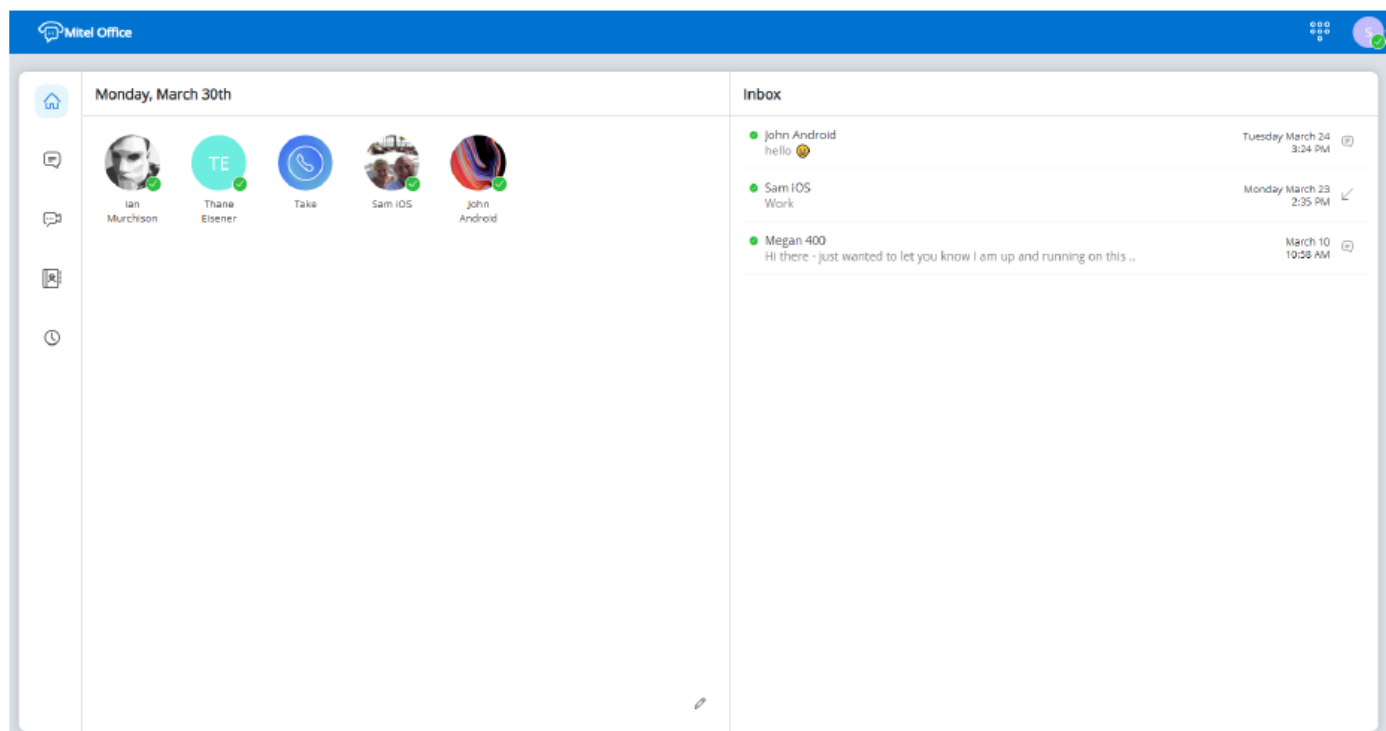 Mitel Office
S
Monday, March 30th
Inbox
TE
Ian
Murchison
Thane
Eisener
Take
Sam iOS
John
Android
John Android
hello 😀
Tuesday March 24
3:24 PM
Sam iOS
Work
Monday March 23
2:35 PM
Megan 400
Hi there - just wanted to let you know I am up and running on this ..
March 10
10:58 AM